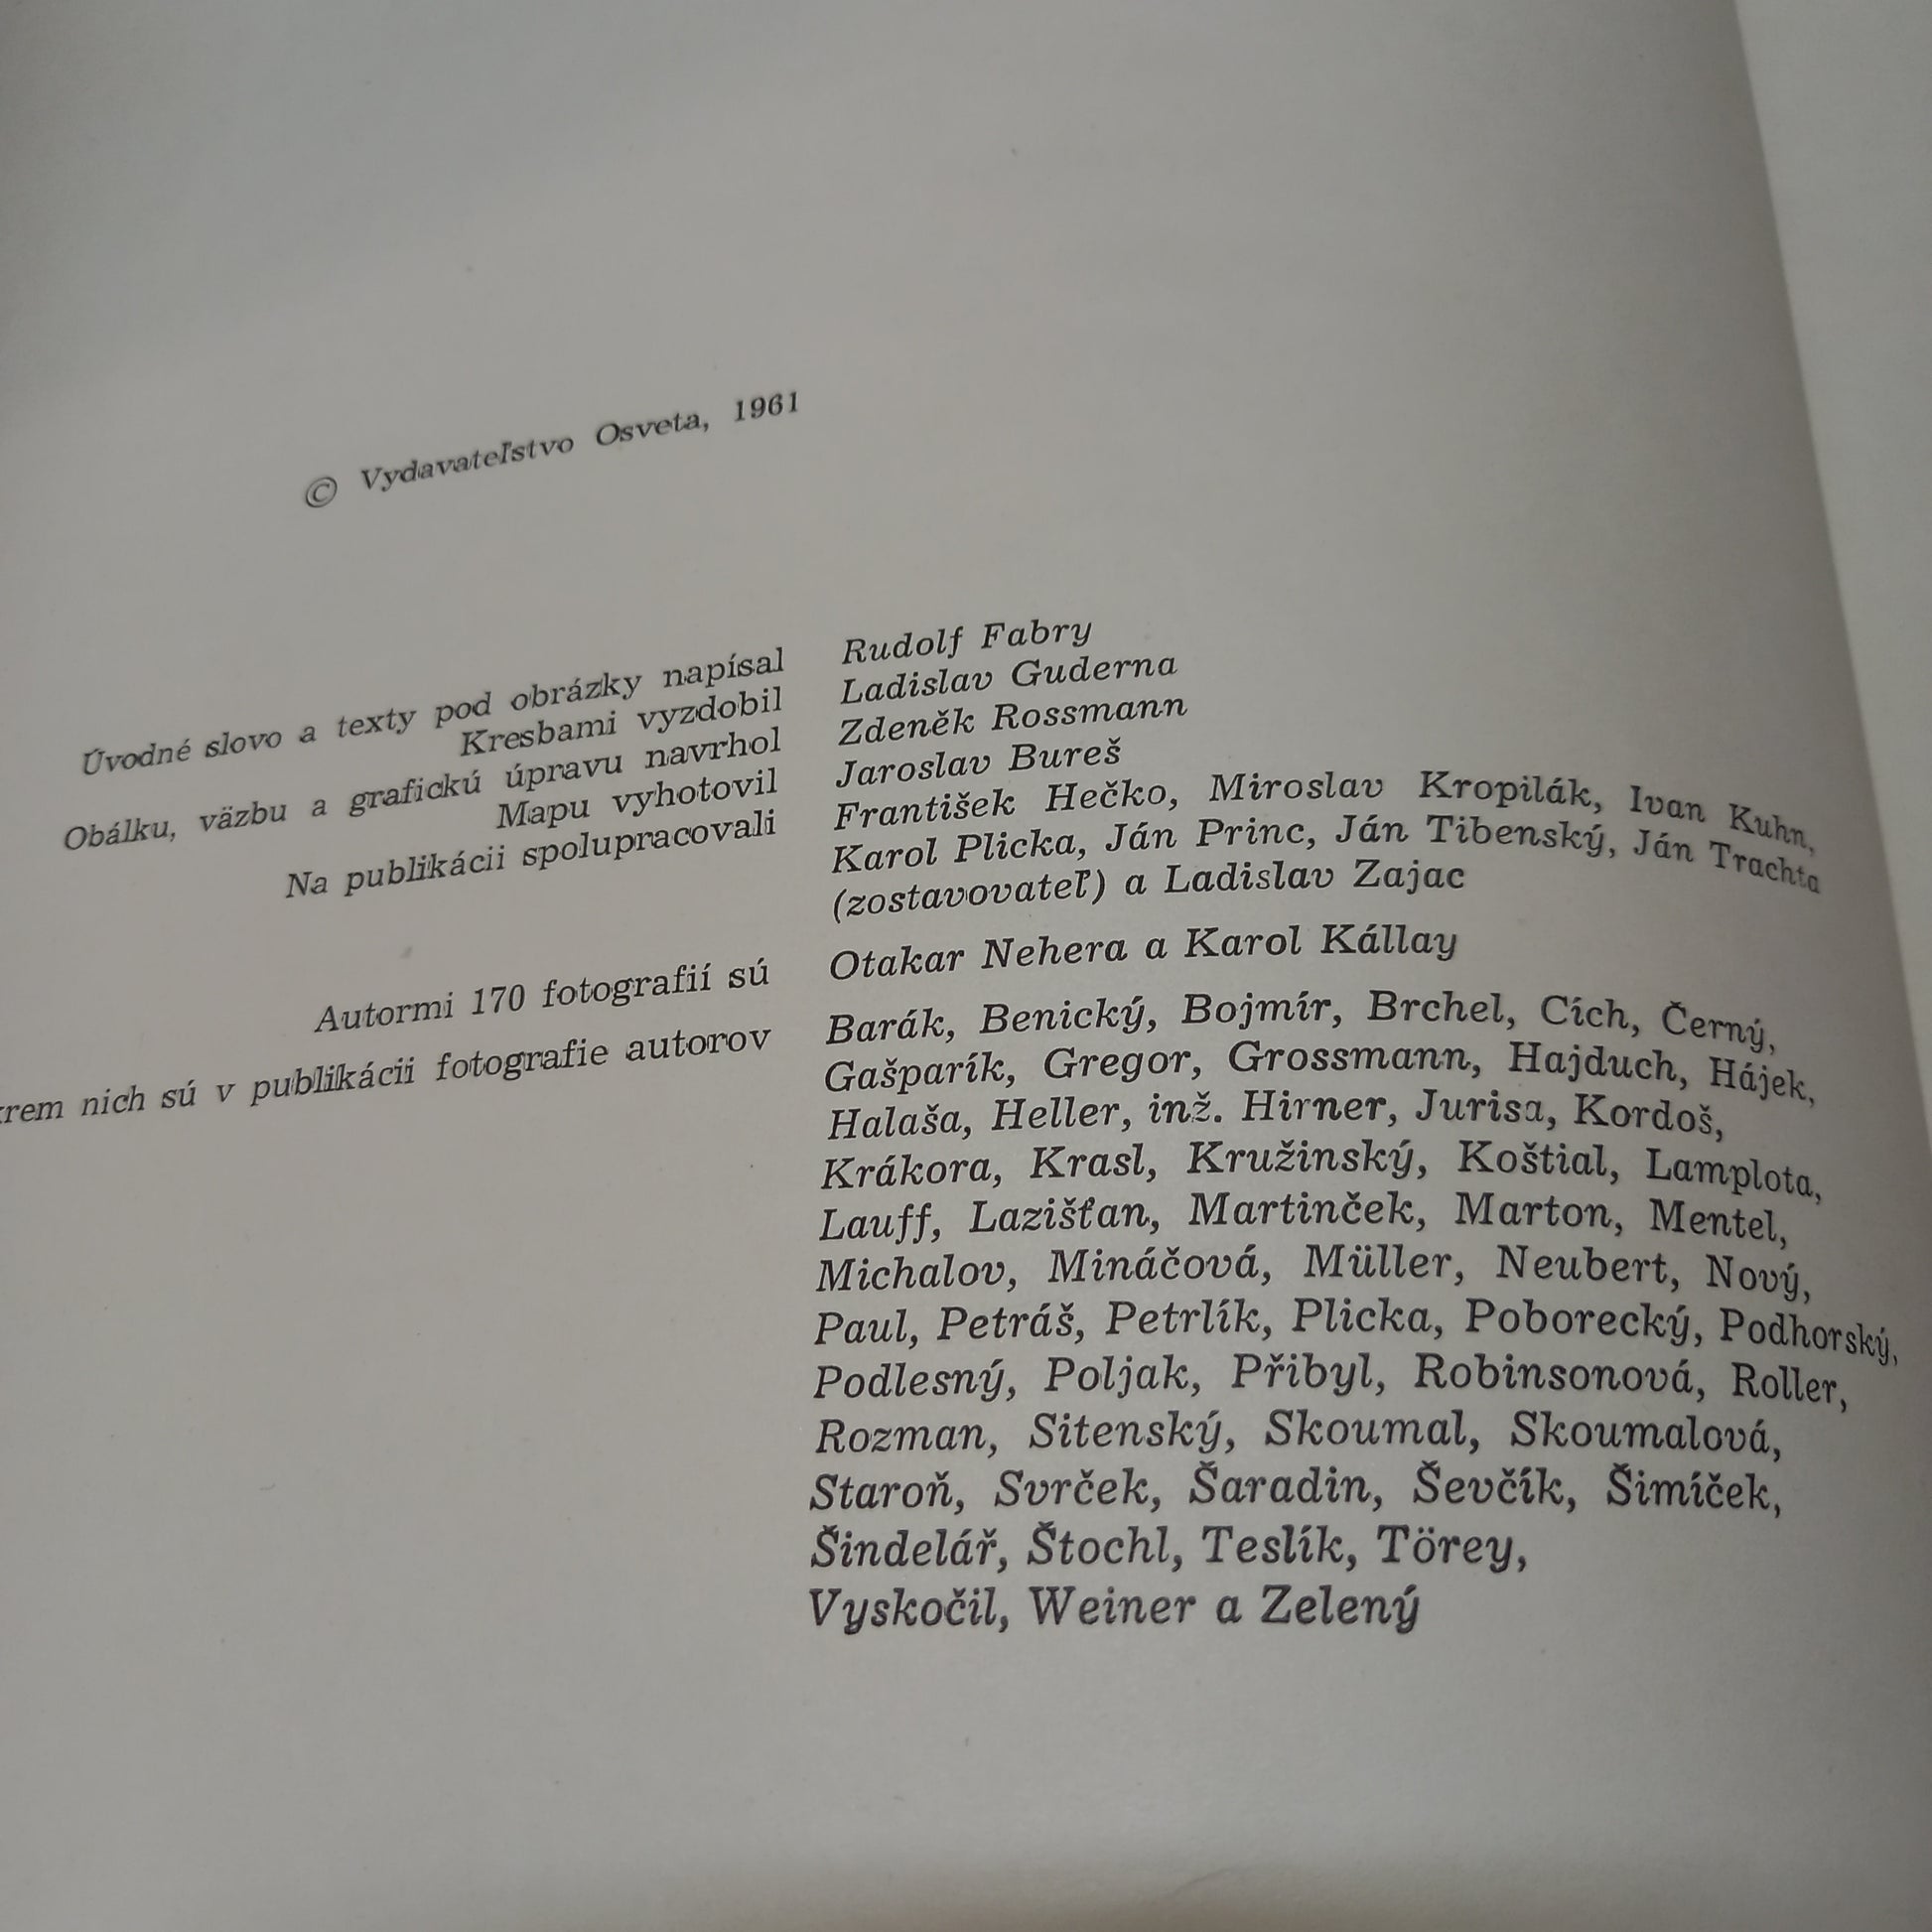 © Vydavateľstvo Osveta, 1961
Úvodné slovo a texty pod obrázky napísal Rudolf Fabry
Kresbami vyzdobil Ladislav Guderna
Obálku, väzbu a grafickú úpravu navrhol Zdeněk Rossmann
Mapu vyhotovil Jaroslav Bureš
Na publikácii spolupracovali František Hečko, Miroslav Kropilák, Ivan Kuhn,
Karol Plicka, Ján Princ, Ján Tibenský, Ján Trachta
(zostavovateľ) a Ladislav Zajac
Autormi 170 fotografií sú Otakar Nehera a Karol Kállay
nich sú v publikácii fotografie autorov Barák, Benický, Bojmír, Brchel, Cích, Černý,
Gašparík, Gregor, Grossmann, Hajduch, Hájek,
Halaša, Heller, inž. Hirner, Jurisa, Kordoš,
Krákora, Krasl, Kružinský, Koštial, Lamplota,
Lauff, Lazišťan, Martinček, Marton, Mentel,
Michalov, Mináčová, Müller, Neubert, Nový,
Paul, Petráš, Petrlík, Plicka, Poborecký, Podhorský,
Podlesný, Poljak, Přibyl, Robinsonová, Roller,
Rozman, Sitenský, Skoumal, Skoumalová,
Staroň, Svrček, Šaradin, Ševčík, Šimíček,
Šindelář, Štochl, Teslík, Törey,
Vyskočil, Weiner a Zelený